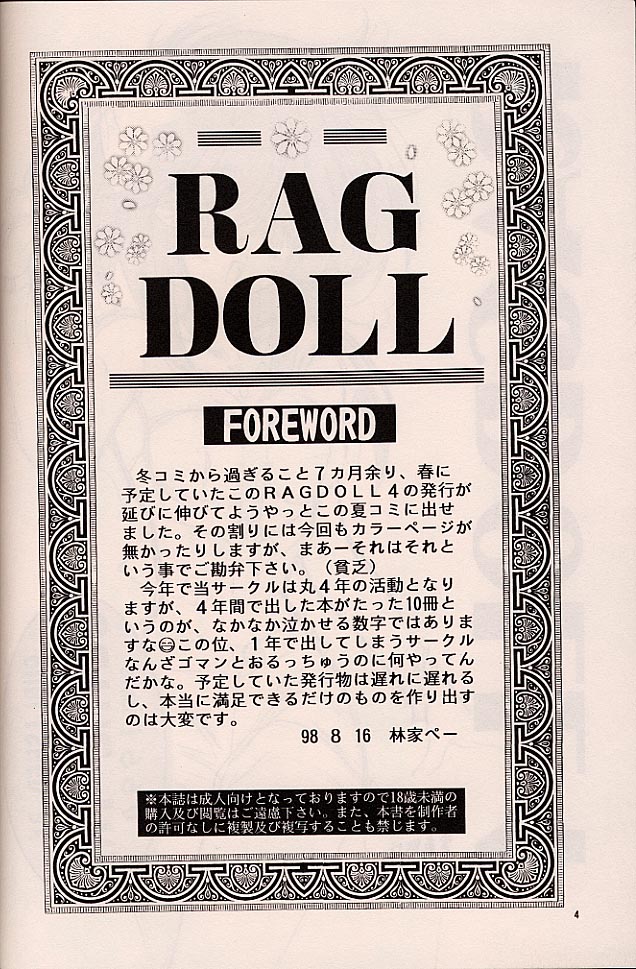 RAG
DOLL
FOREWORD
冬コミから過ぎること7カ月余り、春に
予定していたこのRAGDOLL4の発行が
延びに伸びてようやっとこの夏コミに出せ
ました。その割りには今回もカラーページが
無かったりしますが、まあーそれはそれと
いう事でご勘弁下さい。(貧乏)
今年で当サークルは丸4年の活動となり
ますが、4年間で出した本がたった10冊と
いうのが、なかなか泣かせる数字ではありま
すな😄この位、1年で出してしまうサークル
なんざゴマンとおるっちゅうのに何やってん
だかな。予定していた発行物は遅れに遅れる
し、本当に満足できるだけのものを作り出す
のは大変です。
98 8 16 林家ペー
※本誌は成人向けとなっておりますので18歳未満の
購入及び閲覧はご遠慮下さい。また、本書を制作者
の許可なしに複製及び複写することも禁じます。
4